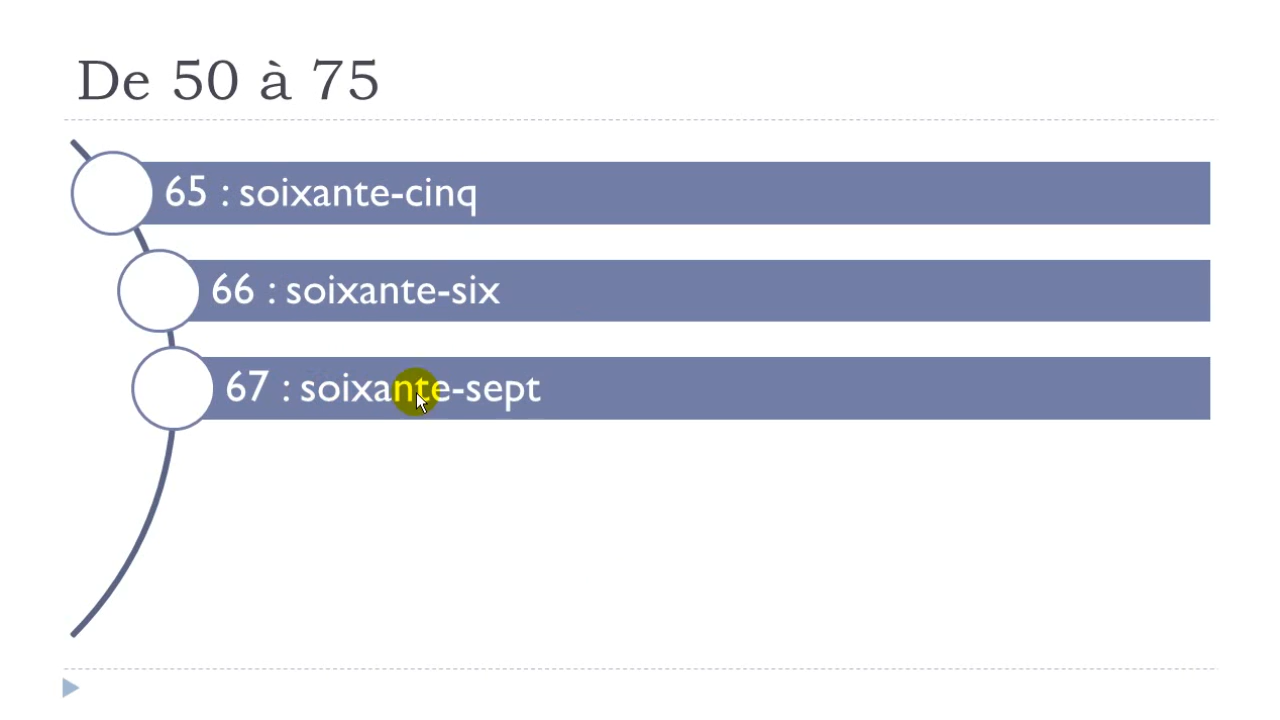 De 50 à 75
65 : soixante-cinq
66 : soixante-six
67 : soixante-sept